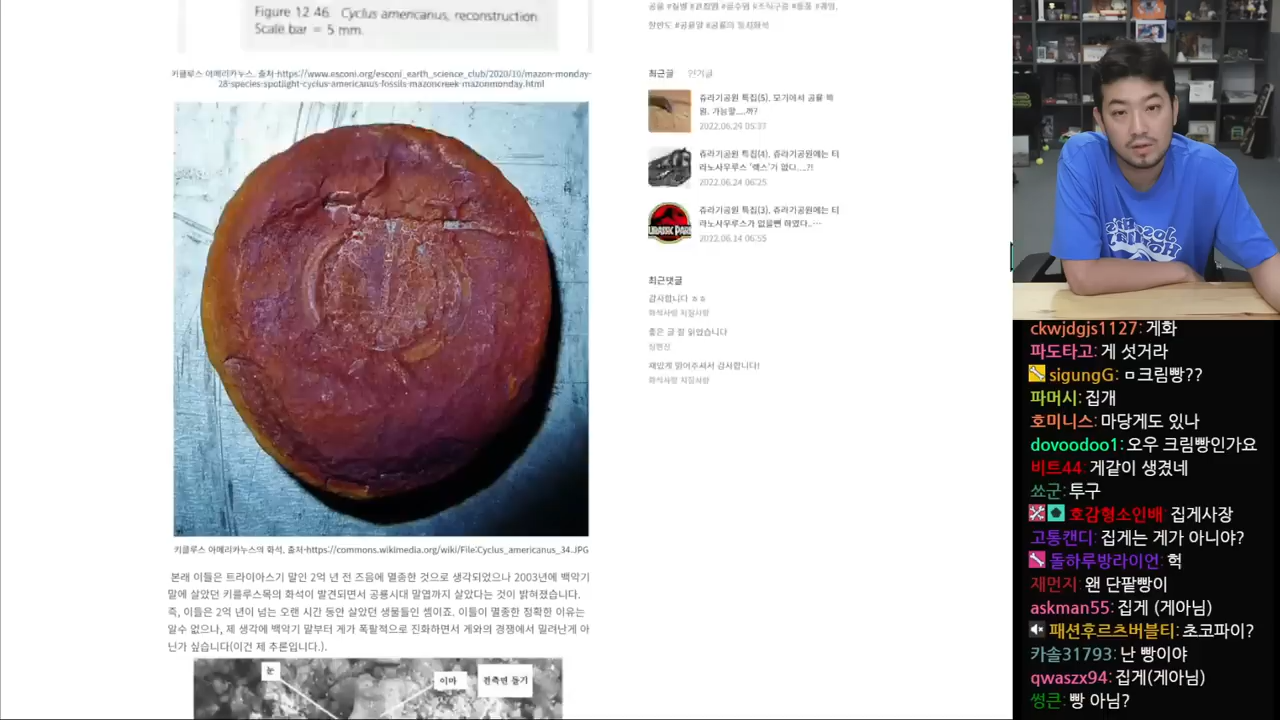 Figure 12 46. Cyclus americanus, reconstruction
Scale bar = 5 mm.
키클루스 아메리카누스. 출처-https://www.esconi.org/esconi_earth_science_club/2020/10/mazon-monday-
28-species-spotlight-cyclus-americanus-fossils-mazoncreek-mazonmonday.html
키클루스 아메리카누스의 화석. 출처-https://commons.wikimedia.org/wiki/File:Cyclus_americanus_34.JPG
본래 이들은 트라이아스기 말인 2억 년 전 즈음에 멸종한 것으로 생각되었으나 2003년에 백악기
말에 살았던 키클루스목의 화석이 발견되면서 공룡시대 말엽까지 살았다는 것이 밝혀졌습니다.
즉, 이들은 2억 년이 넘는 오랜 시간 동안 살았던 생물들인 셈이죠. 이들이 멸종한 정확한 이유는
알수 없으나, 제 생각에 백악기 말부터 게가 폭팔적으로 진화하면서 게와의 경쟁에서 밀려난게 아
닌가 싶습니다(이건 제 추론입니다.).
눈
이마
전측면 돌기
최근글 인기글
쥬라기공원 특집(5). 모기에서 공룡 복
원, 가능할....까?
2022.06.29 05:37
쥬라기공원 특집(4). 쥬라기공원에는 티
라노사우루스 '렉스'가 없다...?!
2022.06.24 06:25
쥬라기공원 특집(3). 쥬라기공원에는 티
라노사우루스가 없을뻔 하였다..…
2022.06.14 06:55
JURASSIC PARK
최근댓글
감사합니다 ㅎㅎ
화석사랑 지질사랑
좋은 글 잘 읽었습니다
재밌게 읽어주셔서 감사합니다!
화석사랑 지질사랑
ckwjdgjs1127: 게화
파도타고: 게 섯거라
sigungG: ㅁ크림빵??
파머시: 집개
호미니스: 마당게도 있나
dovoodoo1: 오우 크림빵인가요
비트44: 게같이 생겼네
쑈군: 투구
호감형소인배: 집게사장
고통캔디: 집게는 게가 아니야?
돌하루방라이언: 헉
재먼지: 왠 단팥빵이
askman55: 집게 (게아님)
패션후르츠버블티: 초코파이?
카솔31793: 난 빵이야
qwaszx94: 집게(게아님)
썽큰: 빵 아님?